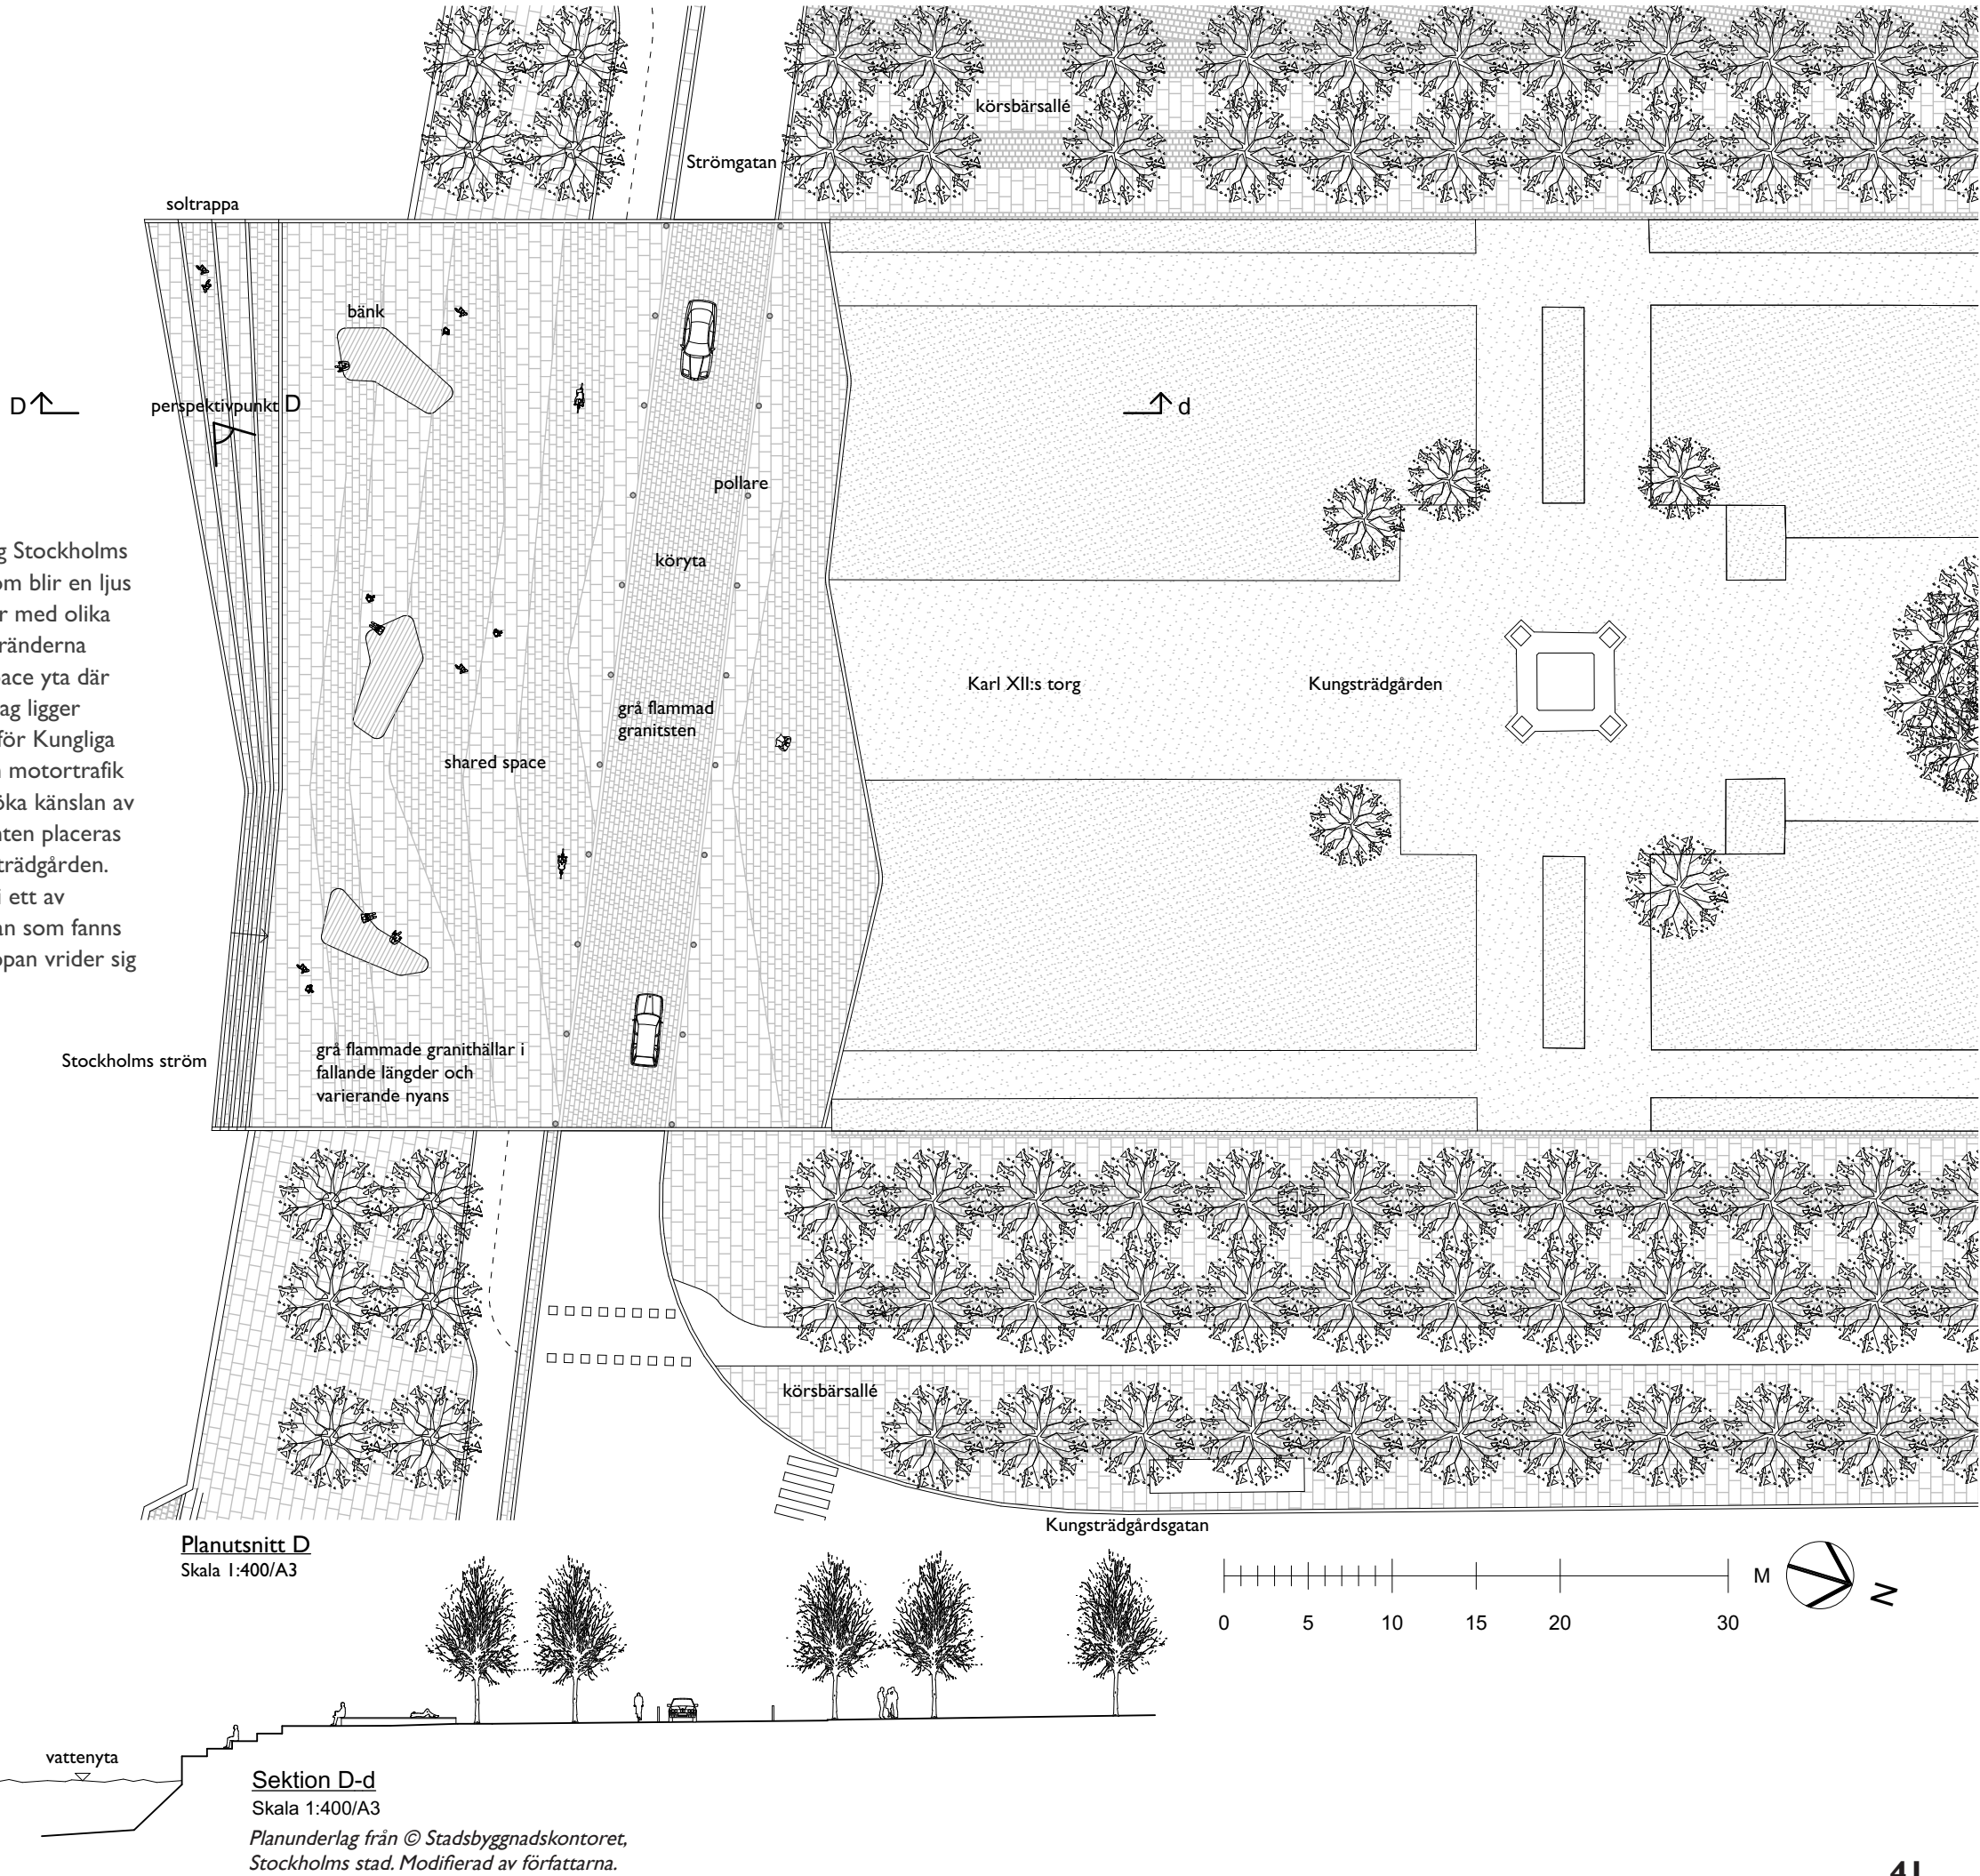 körsbärsallé
Strömgatan
soltrappa
bänk
D
perspektivpunkt D
d
pollare
köryta
g Stockholms
om blir en ljus
r med olika
ränderna
pace yta där
ag ligger
för Kungliga
motortrafik
öka känslan av
nten placeras
strädgården.
i ett av
an som fanns
ppan vrider sig
Karl XII:s torg
Kungsträdgården
grå flammad
granitsten
shared space
Stockholms ström
grå flammade granithällar i
fallande längder och
varierande nyans
körsbärsallé
Kungsträdgårdsgatan
Planutsnitt D
Skala 1:400/A3
M
N
0 5 10 15 20 30
vattenyta
Sektion D-d
Skala 1:400/A3
Planunderlag från © Stadsbyggnadskontoret,
Stockholms stad. Modifierad av författarna.
41